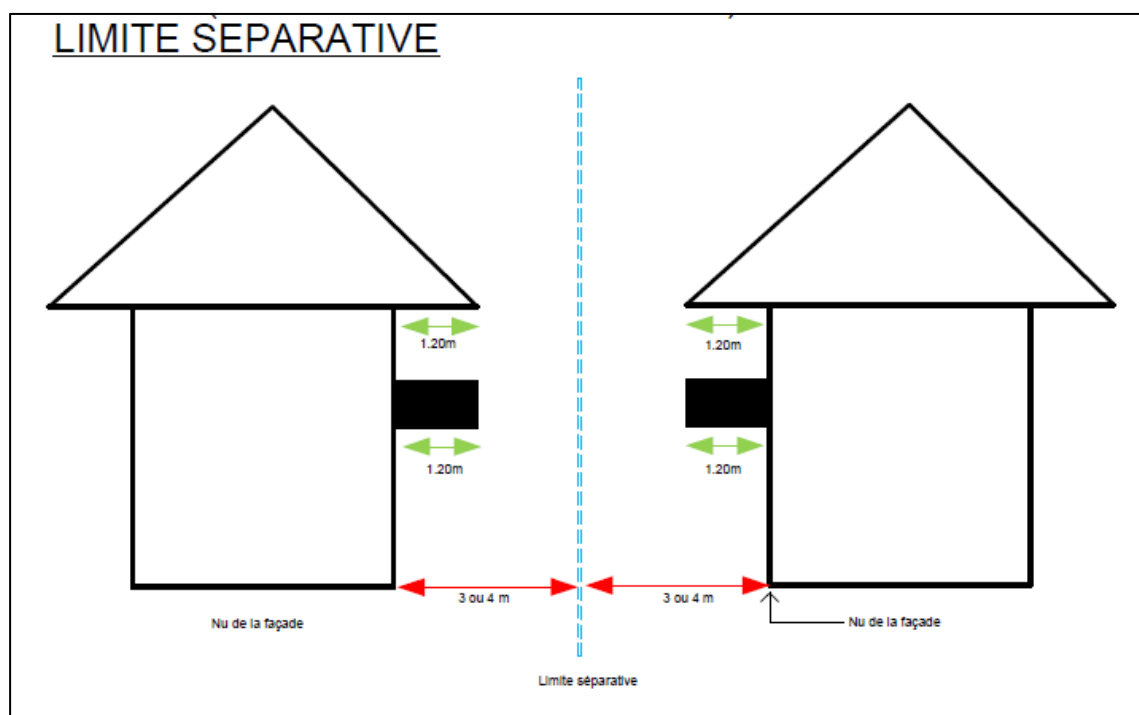 LIMITE SEPARATIVE
1.20m
1.20m
1.20m
1.20m
3 ou 4 m
3 ou 4 m
Nu de la façade
Nu de la façade
Limite séparative